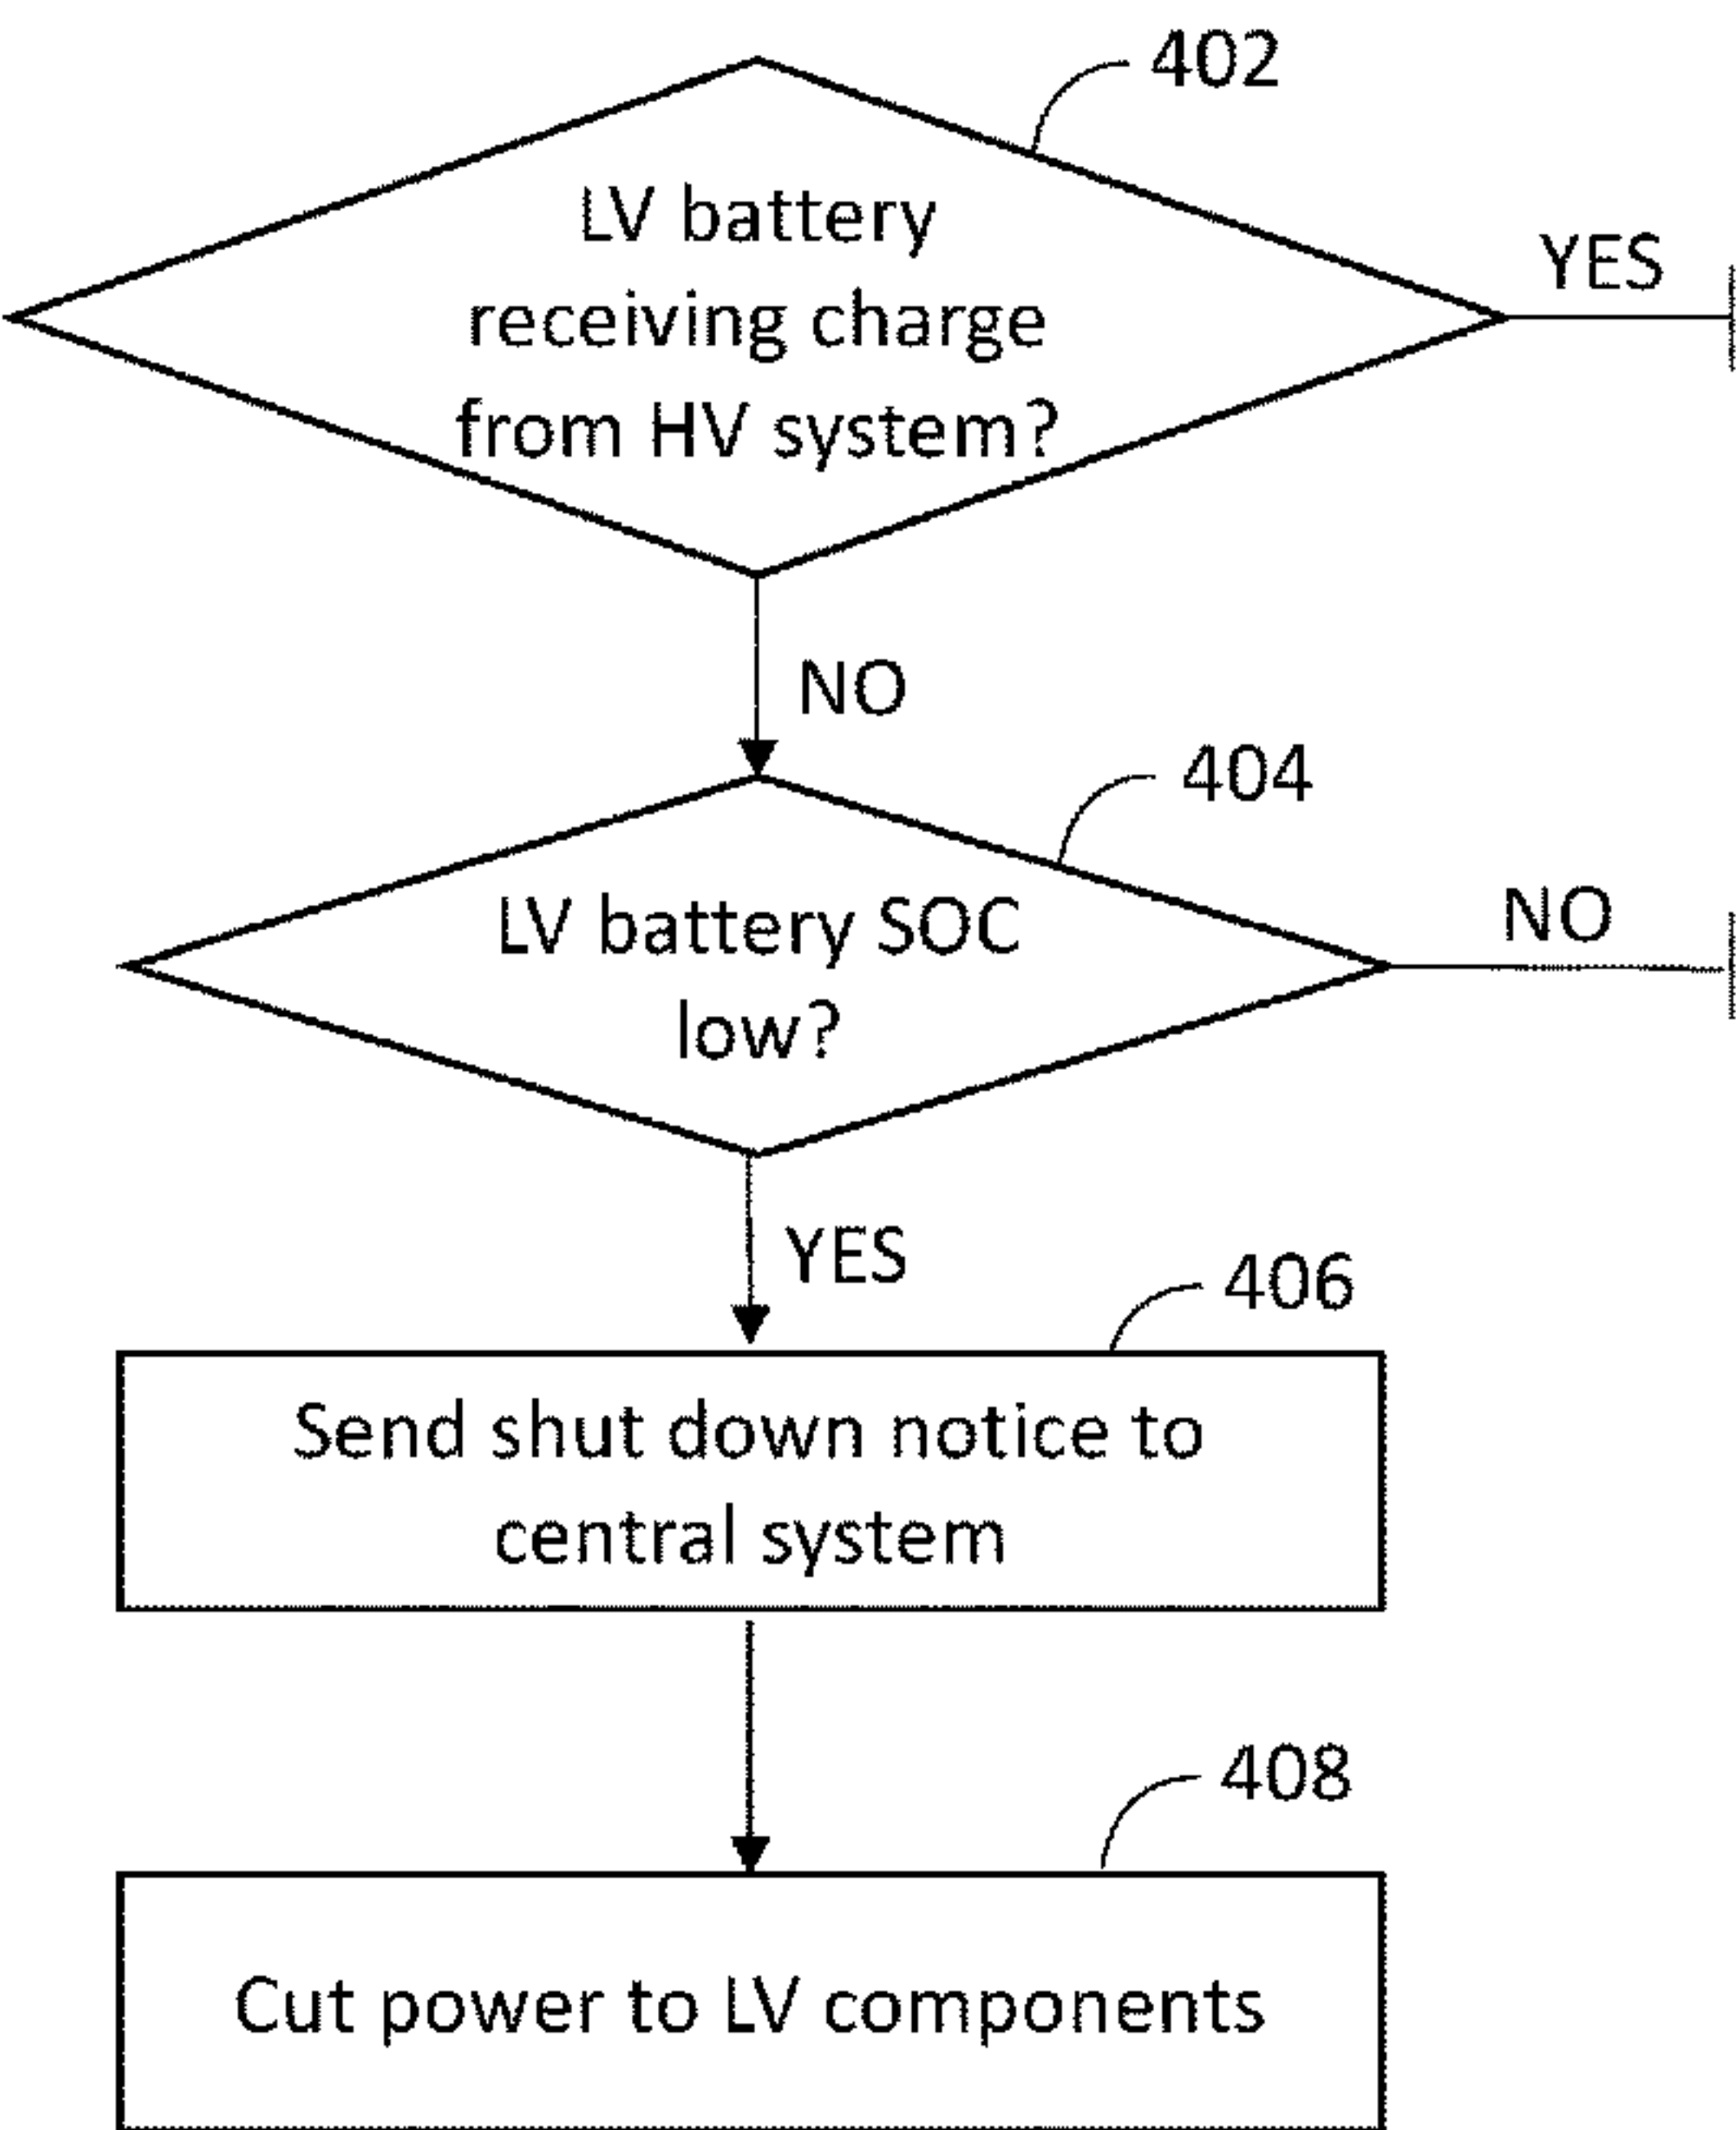 402
LV battery
receiving charge
from HV system?
YES
NO
404
LV battery SOC
low?
NO
YES
406
Send shut down notice to
central system
408
Cut power to LV components